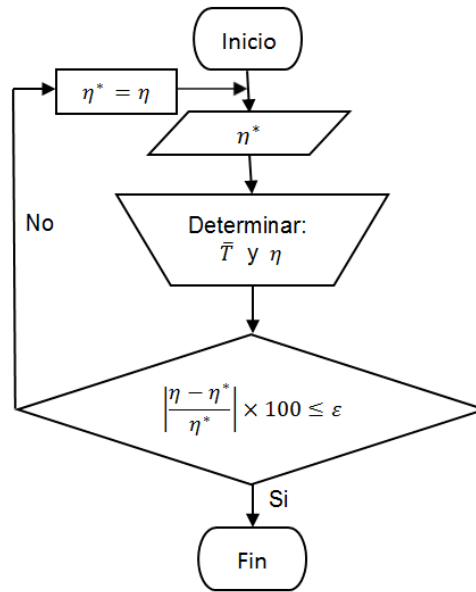 Inicio
η* = η
η*
No
Determinar:
T̄ y η
|η − η*/ η*| × 100 ≤ ε
Si
Fin